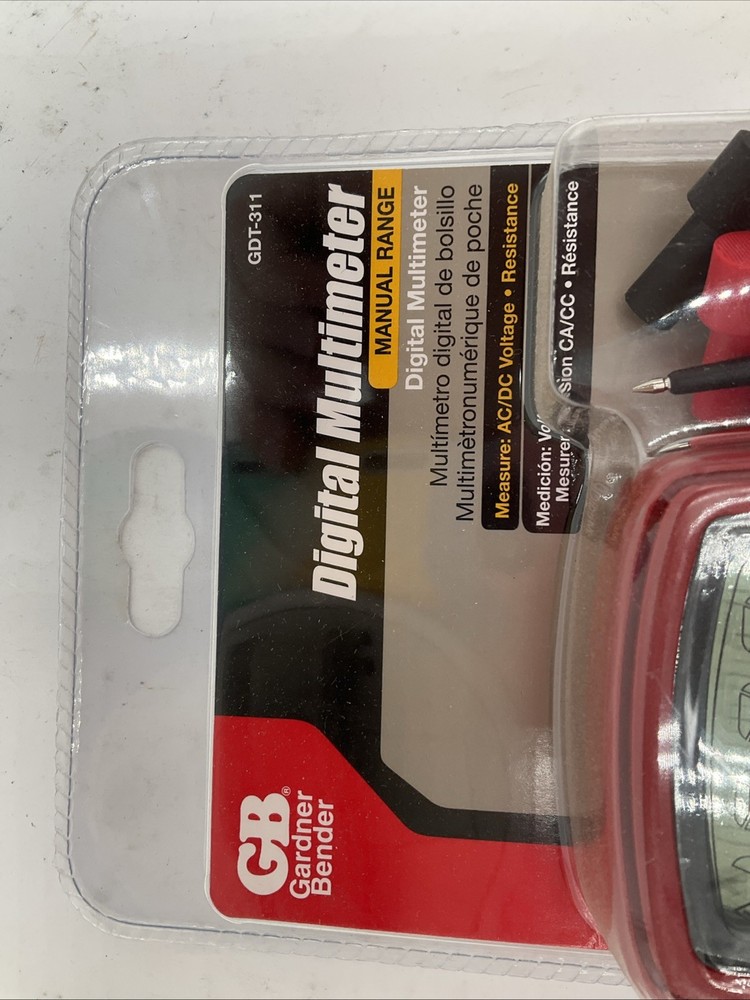 GDT-311
Digital Multimeter
MANUAL RANGE
Digital Multimeter
Multímetro digital de bolsillo
Multimètronumérique de poche
Measure: AC/DC Voltage • Resistance
Medición:
Mesurer CA/CC • Résistance
GB®
Gardner
Bender